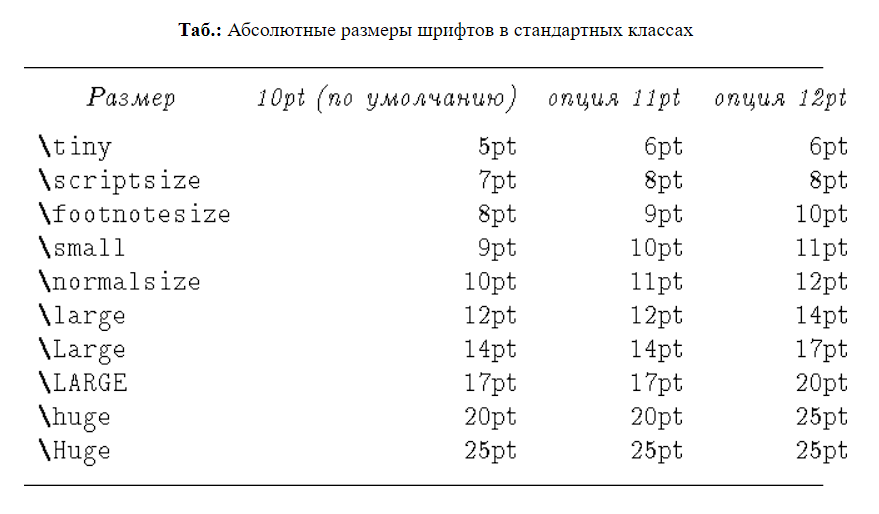 Таб.: Абсолютные размеры шрифтов в стандартных классах
Размер 10pt (по умолчанию) опция 11pt опция 12pt
\tiny 5pt 6pt 6pt
\scriptsize 7pt 8pt 8pt
\footnotesize 8pt 9pt 10pt
\small 9pt 10pt 11pt
\normalsize 10pt 11pt 12pt
\large 12pt 12pt 14pt
\Large 14pt 14pt 17pt
\LARGE 17pt 17pt 20pt
\huge 20pt 20pt 25pt
\Huge 25pt 25pt 25pt